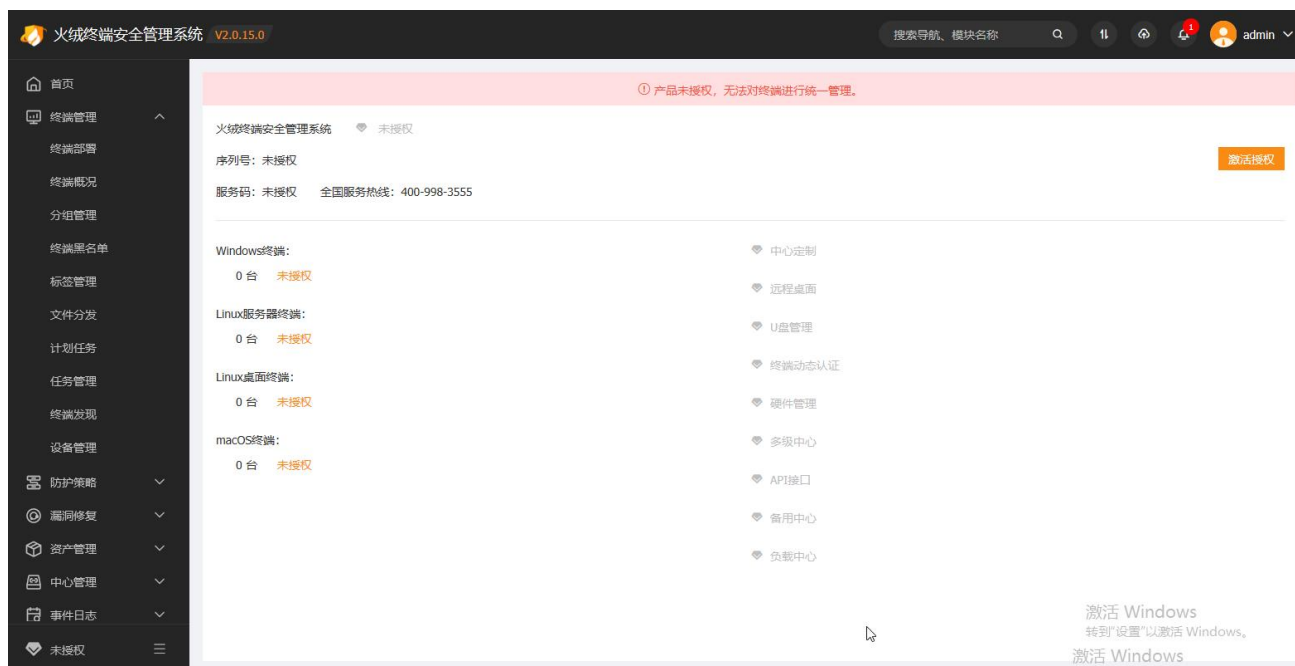 火绒终端安全管理系统 V2.0.15.0
搜索导航、模块名称
1
admin
首页
终端管理
终端部署
终端概况
分组管理
终端黑名单
标签管理
文件分发
计划任务
任务管理
终端发现
设备管理
防护策略
漏洞修复
资产管理
中心管理
事件日志
未授权
产品未授权，无法对终端进行统一管理。
火绒终端安全管理系统 未授权
序列号：未授权
激活授权
服务码：未授权 全国服务热线：400-998-3555
Windows终端：
0 台 未授权
Linux服务器终端：
0 台 未授权
Linux桌面终端：
0 台 未授权
macOS终端：
0 台 未授权
中心定制
远程桌面
U盘管理
终端动态认证
硬件管理
多级中心
API接口
备用中心
负载中心
激活 Windows
转到"设置"以激活 Windows。
激活 Windows